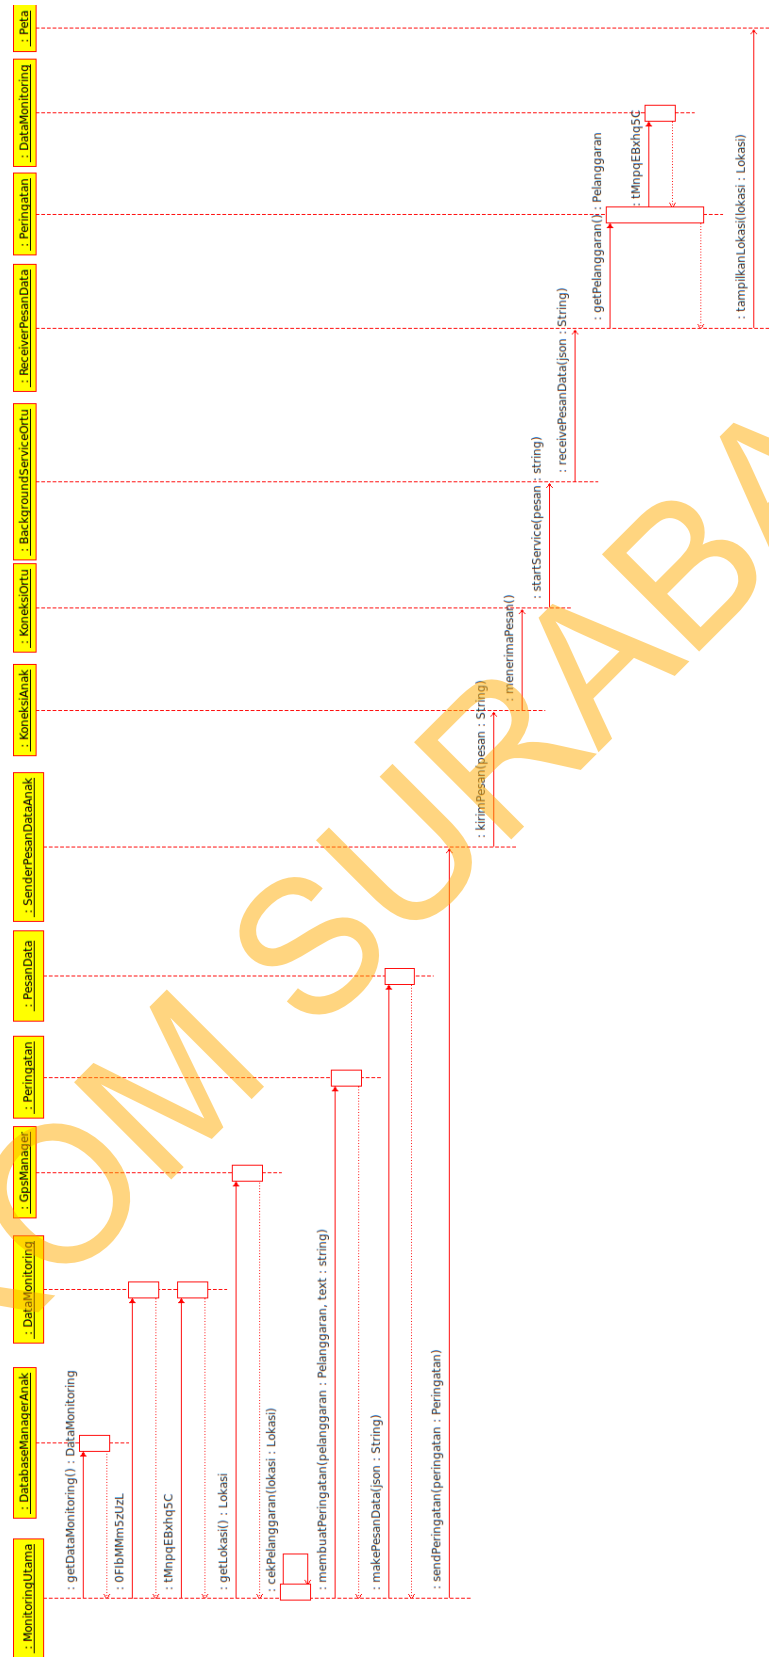 : MonitoringUtama
: DatabaseManagerAnak
: DataMonitoring
: GpsManager
: Peringatan
: PesanData
: SenderPesanDataAnak
: KoneksiAnak
: KoneksiOrtu
: BackgroundServiceOrtu
: ReceiverPesanData
: Peringatan
: DataMonitoring
: Peta
: getDataMonitoring() : DataMonitoring
: 0FIbMMm5zUzL
: tMnpqEBxhq5C
: getLokasi() : Lokasi
: cekPelanggaran(lokasi : Lokasi)
: membuatPeringatan(pelanggaran : Pelanggaran, text : string)
: makePesanData(json : String)
: sendPeringatan(peringatan : Peringatan)
: kirimPesan(pesan : String)
: menerimaPesan()
: startService(pesan : string)
: receivePesanData(json : String)
: getPelanggaran() : Pelanggaran
: tMnpqEBxhq5C
: tampilkanLokasi(lokasi : Lokasi)
OM SURABA